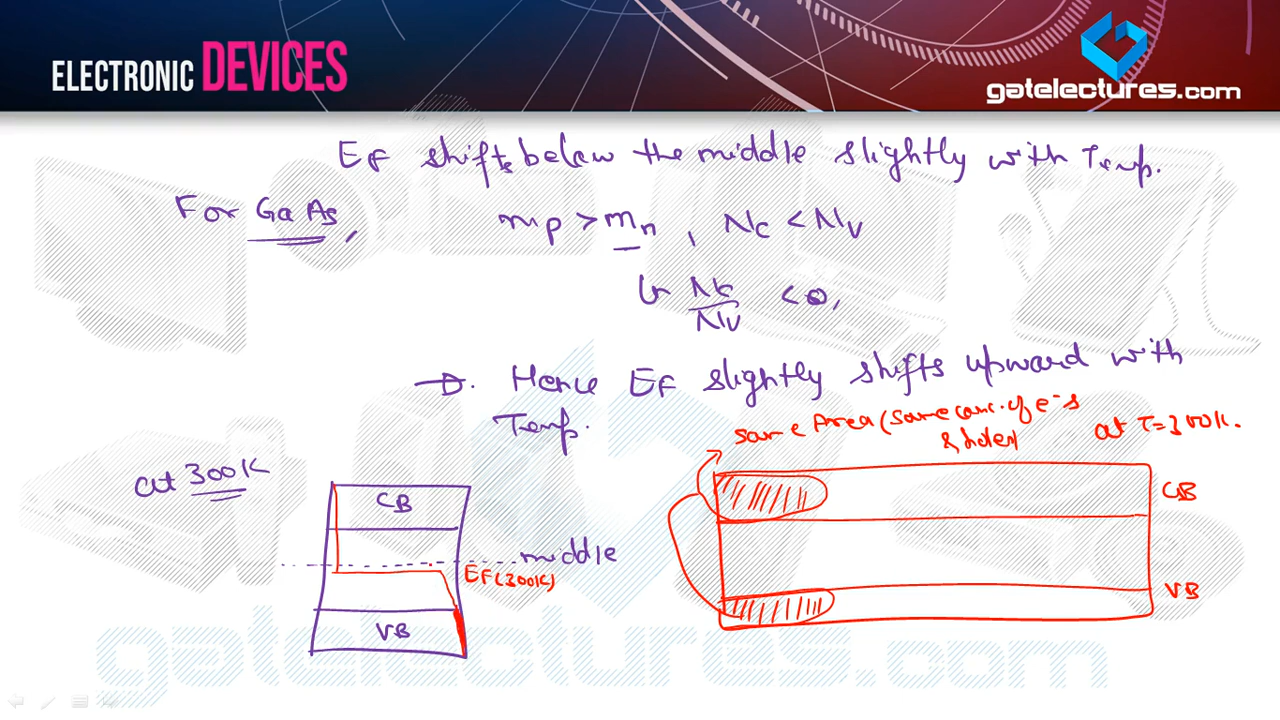 ELECTRONIC DEVICES
gatelectures.com
EF shifts below the middle slightly with Temp.
For GaAs,
mp > mn, Nc < Nv
ln Nc/Nv < 0,
Hence EF slightly shifts upward with
Temp.
same Area (same conc. of e-s
& holes)
at T=300K.
at 300K
CB
middle
EF(300K)
VB
CB
VB
gatelectures.com